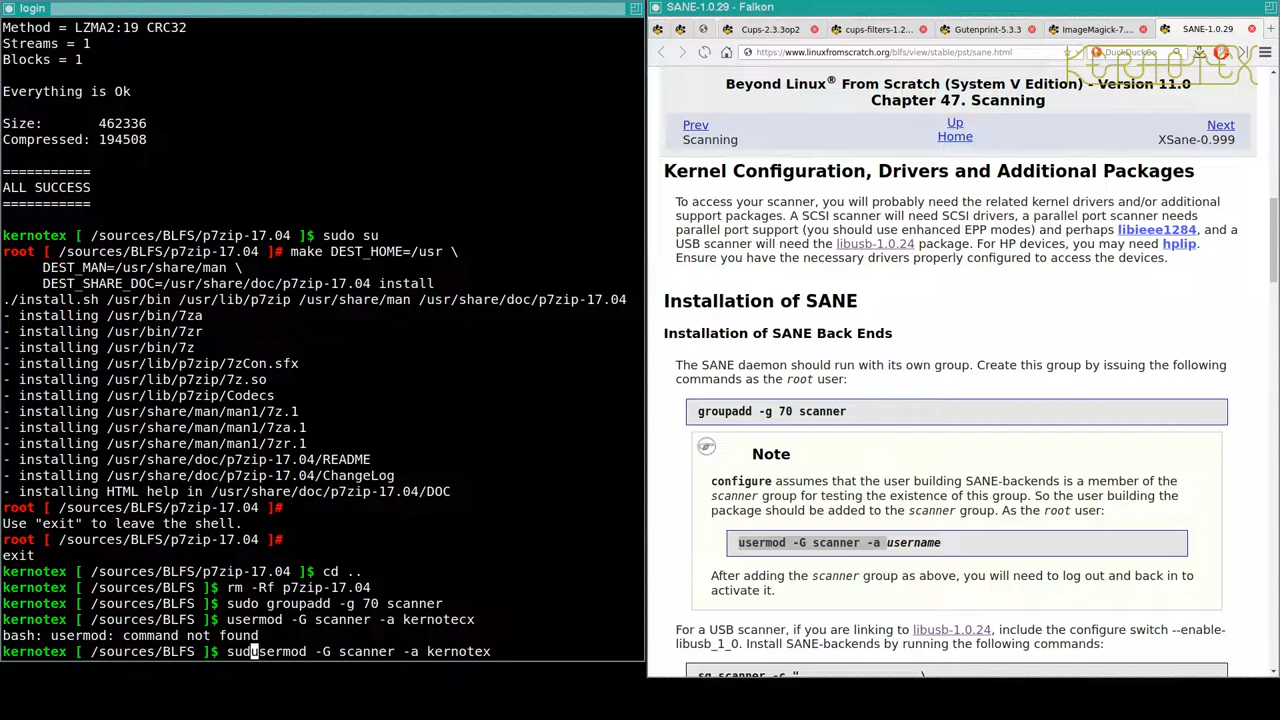 login
Method = LZMA2:19 CRC32
Streams = 1
Blocks = 1
Everything is Ok
Size:       462336
Compressed: 194508
===========
ALL SUCCESS
===========
kernotex [ /sources/BLFS/p7zip-17.04 ]$ sudo su
root [ /sources/BLFS/p7zip-17.04 ]# make DEST_HOME=/usr \
     DEST_MAN=/usr/share/man \
     DEST_SHARE_DOC=/usr/share/doc/p7zip-17.04 install
./install.sh /usr/bin /usr/lib/p7zip /usr/share/man /usr/share/doc/p7zip-17.04
- installing /usr/bin/7za
- installing /usr/bin/7zr
- installing /usr/bin/7z
- installing /usr/lib/p7zip/7zCon.sfx
- installing /usr/lib/p7zip/7z.so
- installing /usr/lib/p7zip/Codecs
- installing /usr/share/man/man1/7z.1
- installing /usr/share/man/man1/7za.1
- installing /usr/share/man/man1/7zr.1
- installing /usr/share/doc/p7zip-17.04/README
- installing /usr/share/doc/p7zip-17.04/ChangeLog
- installing HTML help in /usr/share/doc/p7zip-17.04/DOC
root [ /sources/BLFS/p7zip-17.04 ]#
Use "exit" to leave the shell.
root [ /sources/BLFS/p7zip-17.04 ]#
exit
kernotex [ /sources/BLFS/p7zip-17.04 ]$ cd ..
kernotex [ /sources/BLFS ]$ rm -Rf p7zip-17.04
kernotex [ /sources/BLFS ]$ sudo groupadd -g 70 scanner
kernotex [ /sources/BLFS ]$ usermod -G scanner -a kernotecx
bash: usermod: command not found
kernotex [ /sources/BLFS ]$ sudusermod -G scanner -a kernotex
SANE-1.0.29 - Falkon
Cups-2.3.3op2
cups-filters-1.2...
Gutenprint-5.3.3
ImageMagick-7....
SANE-1.0.29
https://www.linuxfromscratch.org/blfs/view/stable/pst/sane.html
DuckDuckGo
KERNOTEX
Beyond Linux® From Scratch (System V Edition) - Version 11.0
Chapter 47. Scanning
Prev
Up
Next
Scanning
Home
XSane-0.999
Kernel Configuration, Drivers and Additional Packages
To access your scanner, you will probably need the related kernel drivers and/or additional
support packages. A SCSI scanner will need SCSI drivers, a parallel port scanner needs
parallel port support (you should use enhanced EPP modes) and perhaps libieee1284, and a
USB scanner will need the libusb-1.0.24 package. For HP devices, you may need hplip.
Ensure you have the necessary drivers properly configured to access the devices.
Installation of SANE
Installation of SANE Back Ends
The SANE daemon should run with its own group. Create this group by issuing the following
commands as the root user:
groupadd -g 70 scanner
Note
configure assumes that the user building SANE-backends is a member of the
scanner group for testing the existence of this group. So the user building the
package should be added to the scanner group. As the root user:
usermod -G scanner -a username
After adding the scanner group as above, you will need to log out and back in to
activate it.
For a USB scanner, if you are linking to libusb-1.0.24, include the configure switch --enable-
libusb_1_0. Install SANE-backends by running the following commands:
sg scanner -c " \